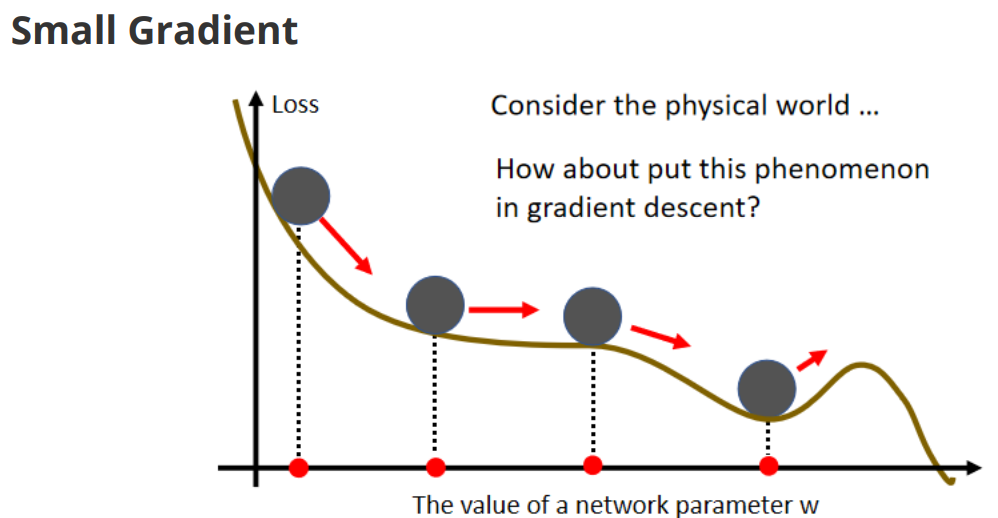 Small Gradient
Loss
Consider the physical world ...
How about put this phenomenon
in gradient descent?
The value of a network parameter w